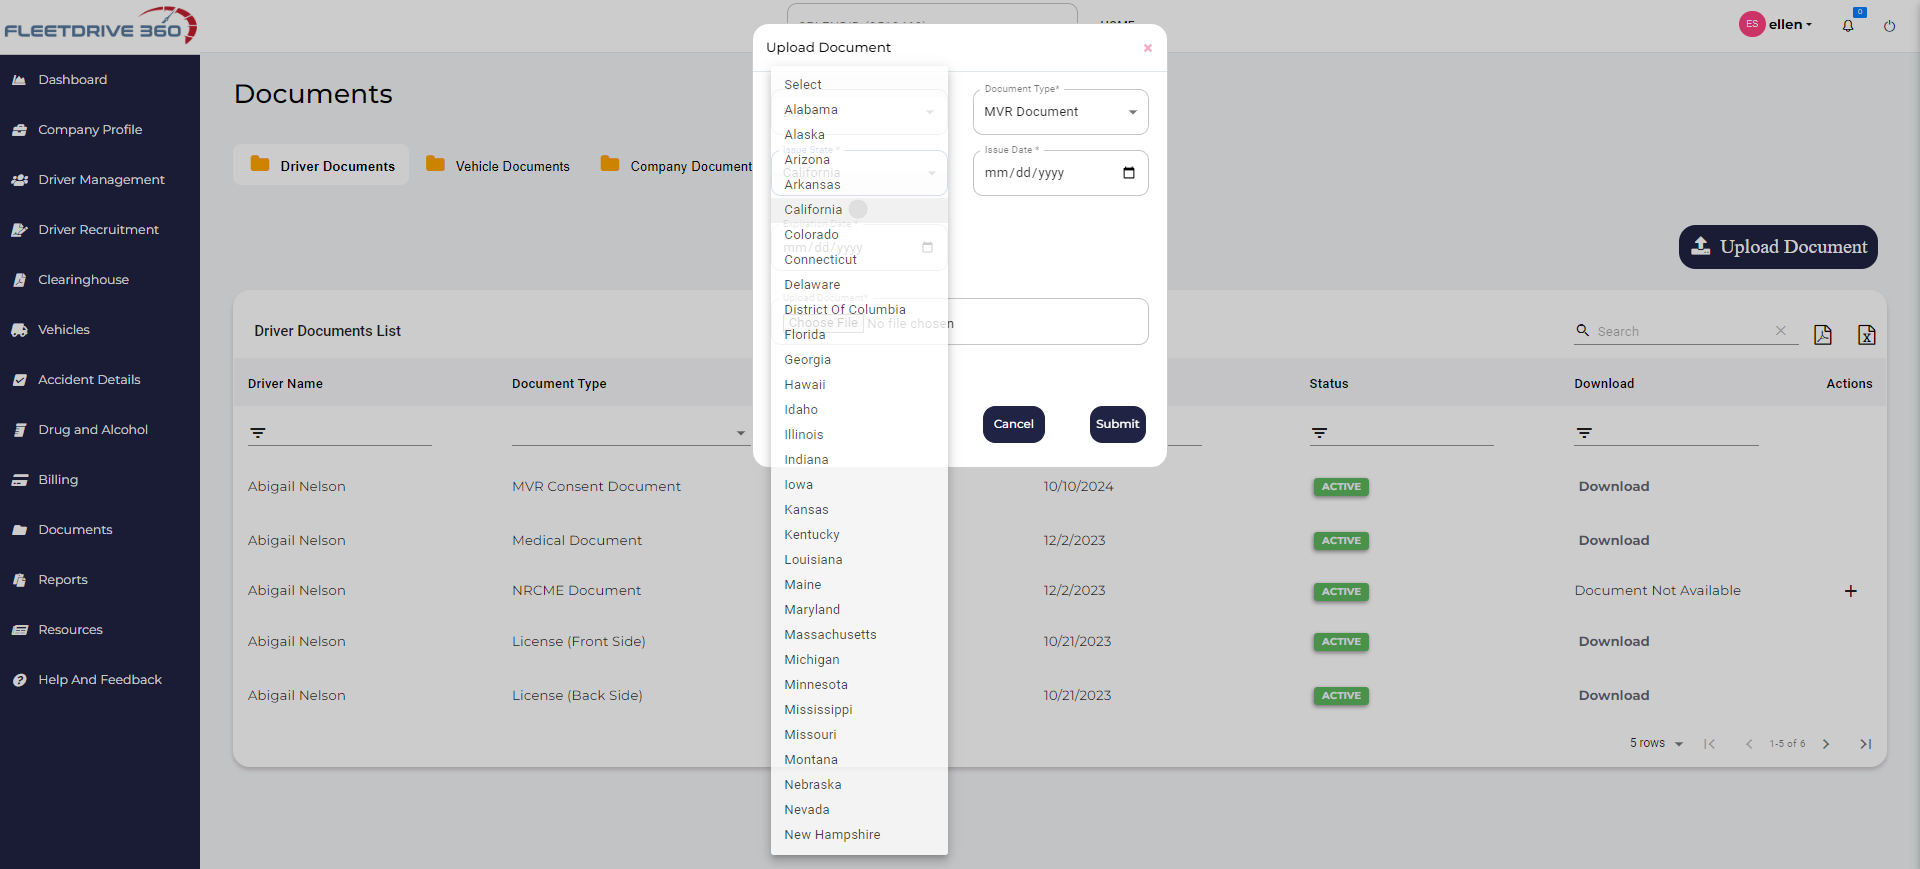 FLEETDRIVE 360
HOME
ES ellen
0
Dashboard
Company Profile
Driver Management
Driver Recruitment
Clearinghouse
Vehicles
Accident Details
Drug and Alcohol
Billing
Documents
Reports
Resources
Help And Feedback
Documents
Driver Documents
Vehicle Documents
Company Document
Upload Document
Driver Documents List
Search
Driver Name
Document Type
Status
Download
Actions
Abigail Nelson
MVR Consent Document
10/10/2024
ACTIVE
Download
Abigail Nelson
Medical Document
12/2/2023
ACTIVE
Download
Abigail Nelson
NRCME Document
12/2/2023
ACTIVE
Document Not Available
Abigail Nelson
License (Front Side)
10/21/2023
ACTIVE
Download
Abigail Nelson
License (Back Side)
10/21/2023
ACTIVE
Download
5 rows
1-5 of 6
Upload Document
Document Type*
MVR Document
Issue State *
California
Issue Date *
mm/dd/yyyy
Expiration Date *
mm/dd/yyyy
Upload Document*
Choose File No file chosen
Cancel
Submit
Select
Alabama
Alaska
Arizona
Arkansas
California
Colorado
Connecticut
Delaware
District Of Columbia
Florida
Georgia
Hawaii
Idaho
Illinois
Indiana
Iowa
Kansas
Kentucky
Louisiana
Maine
Maryland
Massachusetts
Michigan
Minnesota
Mississippi
Missouri
Montana
Nebraska
Nevada
New Hampshire